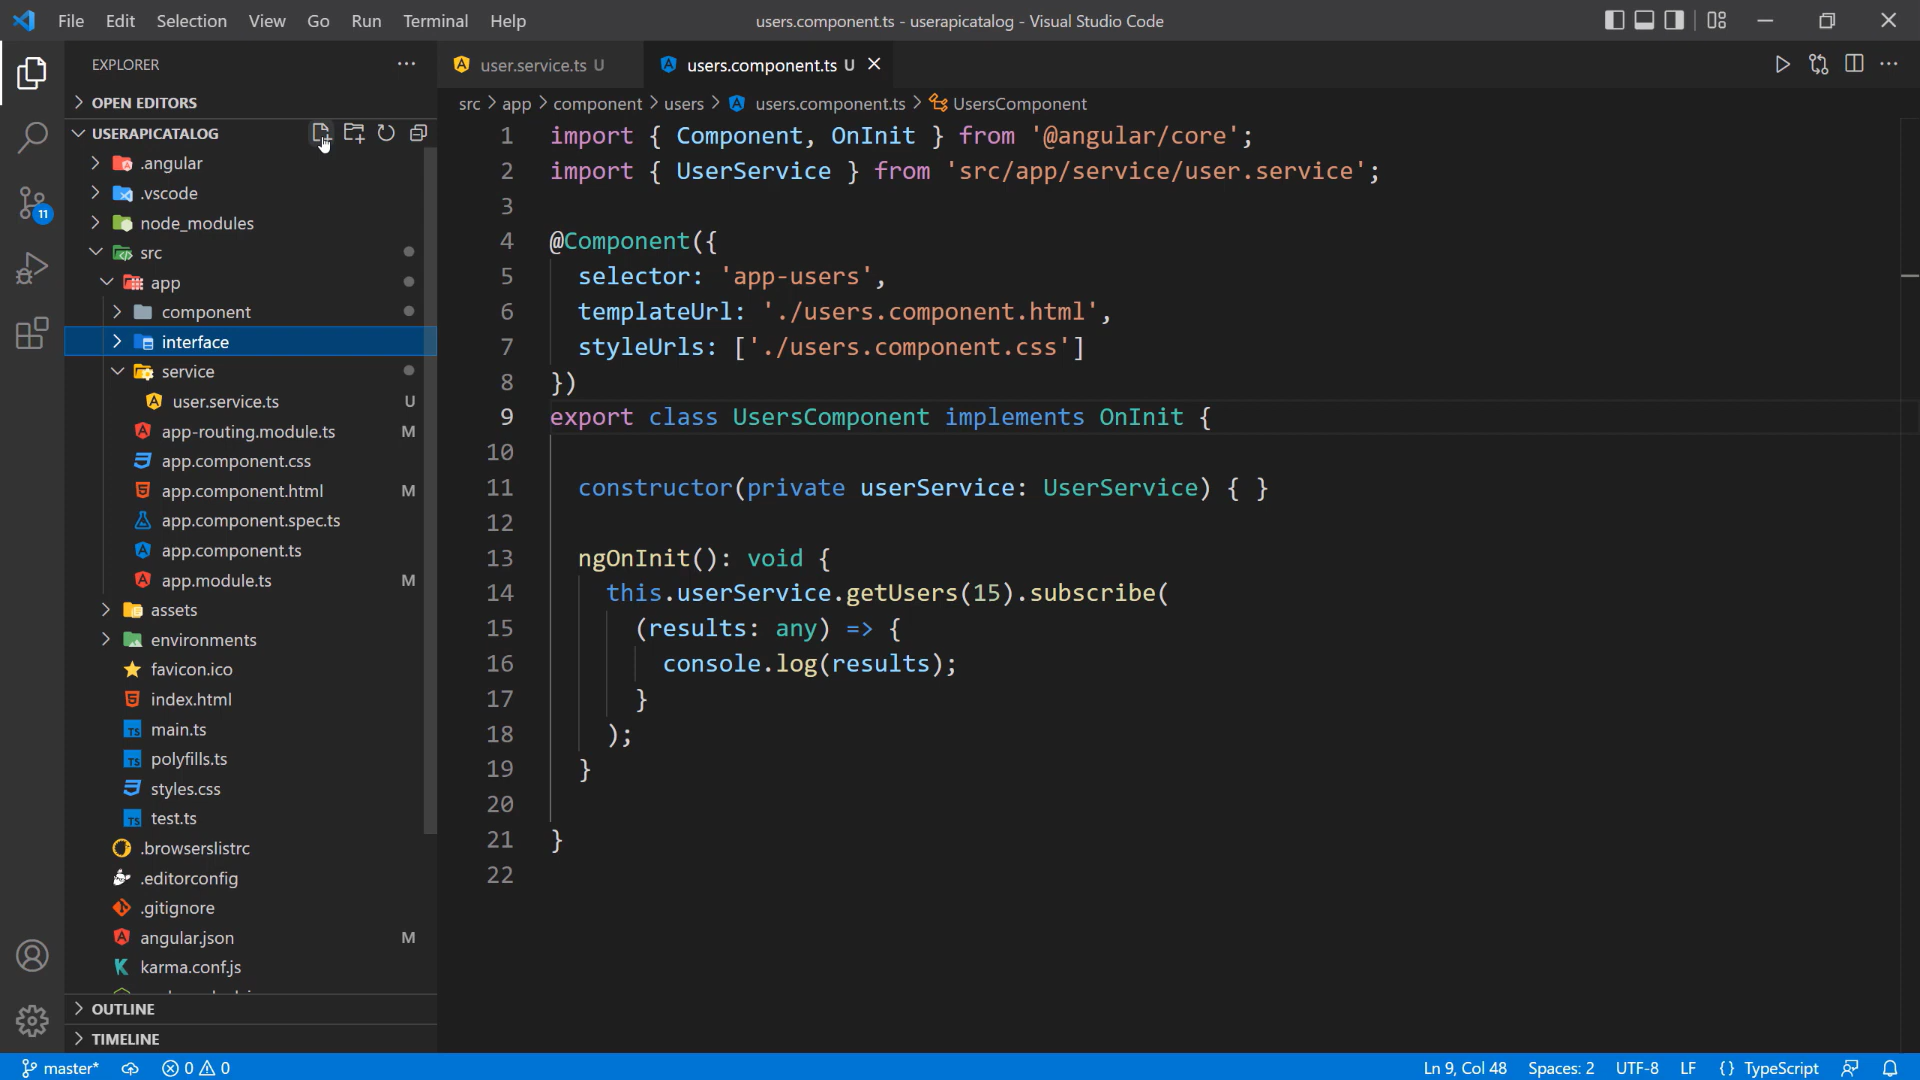 File Edit Selection View Go Run Terminal Help
users.component.ts - userapicatalog - Visual Studio Code
EXPLORER
OPEN EDITORS
USERAPICATALOG
.angular
.vscode
node_modules
src
app
component
interface
service
user.service.ts U
app-routing.module.ts M
app.component.css
app.component.html M
app.component.spec.ts
app.component.ts
app.module.ts M
assets
environments
favicon.ico
index.html
main.ts
polyfills.ts
styles.css
test.ts
.browserslistrc
.editorconfig
.gitignore
angular.json M
karma.conf.js
OUTLINE
TIMELINE
11
user.service.ts U
users.component.ts U
src > app > component > users > users.component.ts > UsersComponent
1 import { Component, OnInit } from '@angular/core';
2 import { UserService } from 'src/app/service/user.service';
3
4 @Component({
5 selector: 'app-users',
6 templateUrl: './users.component.html',
7 styleUrls: ['./users.component.css']
8 })
9 export class UsersComponent implements OnInit {
10
11 constructor(private userService: UserService) { }
12
13 ngOnInit(): void {
14 this.userService.getUsers(15).subscribe(
15 (results: any) => {
16 console.log(results);
17 }
18 );
19 }
20
21 }
22
master* 0 0
Ln 9, Col 48 Spaces: 2 UTF-8 LF {} TypeScript